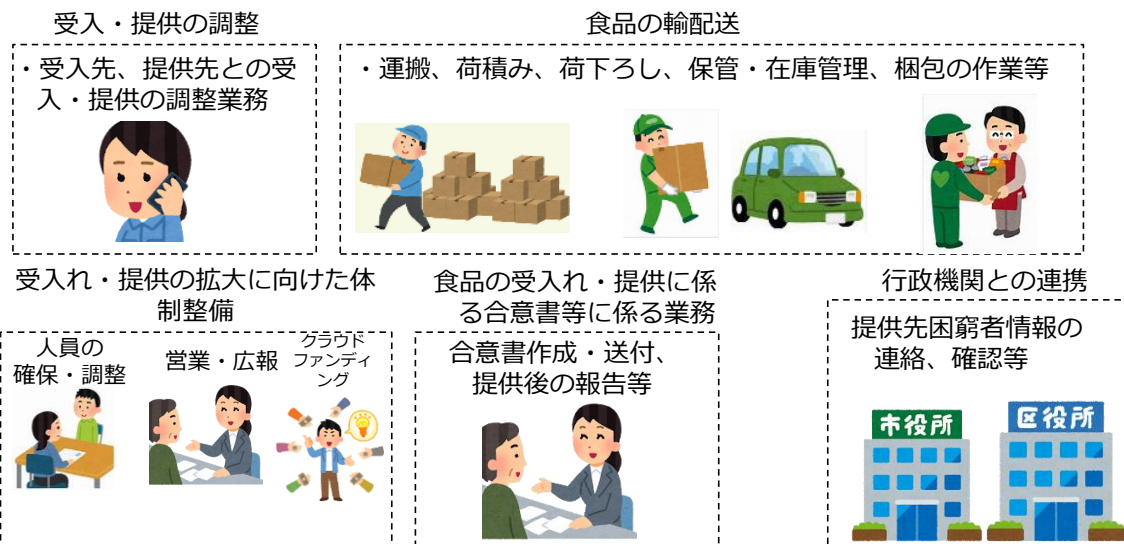 受入・提供の調整
・受入先、提供先との受
入・提供の調整業務
食品の輸配送
・運搬、荷積み、荷下ろし、保管・在庫管理、梱包の作業等
受入れ・提供の拡大に向けた体
制整備
人員の
確保・調整
営業・広報
クラウド
ファンディ
ング
食品の受入れ・提供に係
る合意書等に係る業務
合意書作成・送付、
提供後の報告等
行政機関との連携
提供先困窮者情報の
連絡、確認等
市役所
区役所